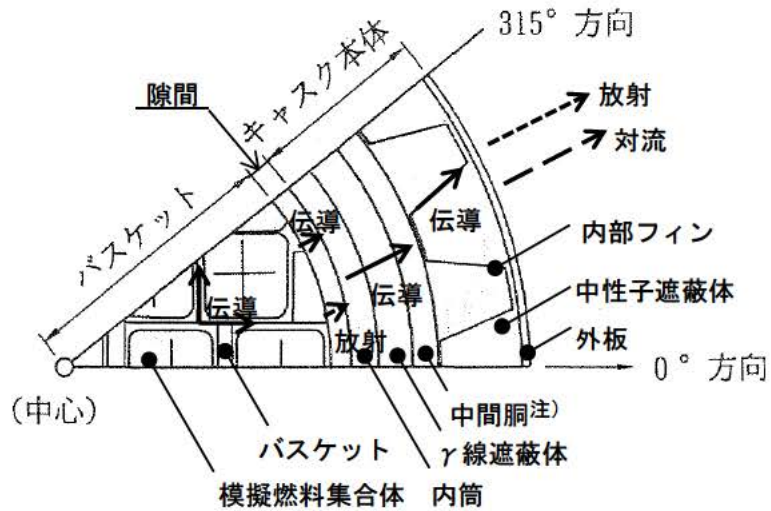 315° 方向
キャスク本体
隙間
放射
対流
バスケット
伝導
伝導
内部フィン
伝導
伝導
中性子遮蔽体
放射
外板
0° 方向
(中心)
中間胴注)
バスケット
γ線遮蔽体
模擬燃料集合体
内筒